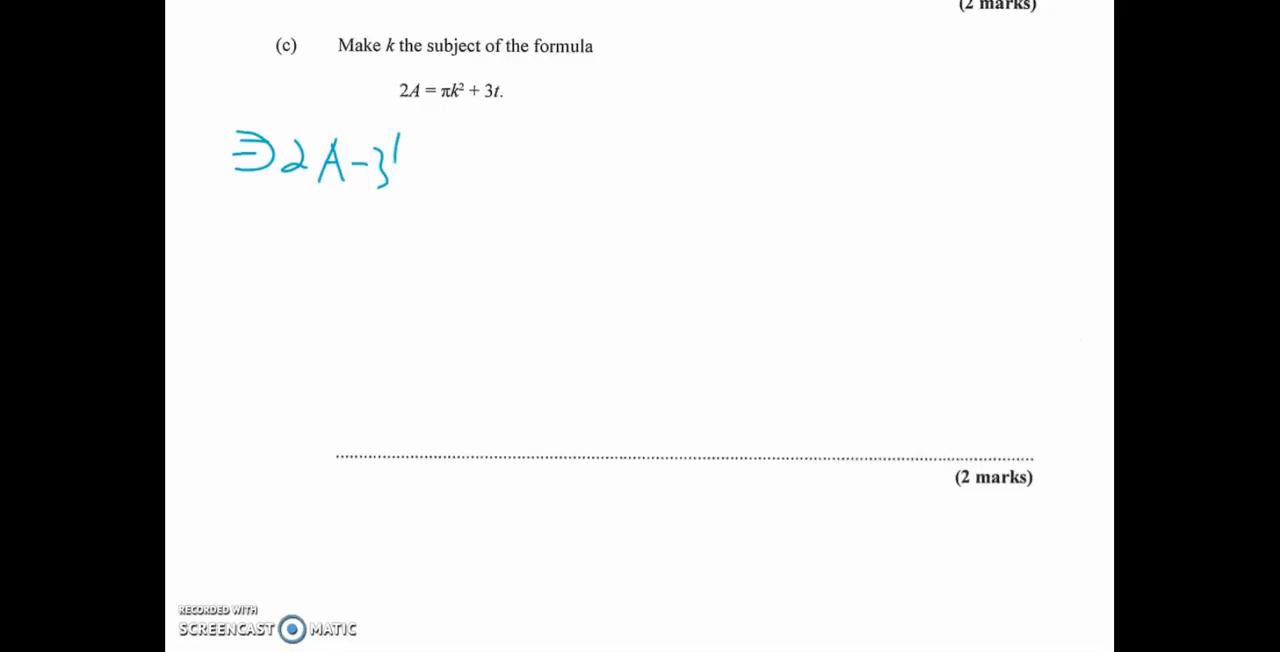 (2 marks)
(c) Make k the subject of the formula
2A = πk² + 3t.
⇒ 2A - 3
(2 marks)
RECORDED WITH
SCREENCAST MATIC